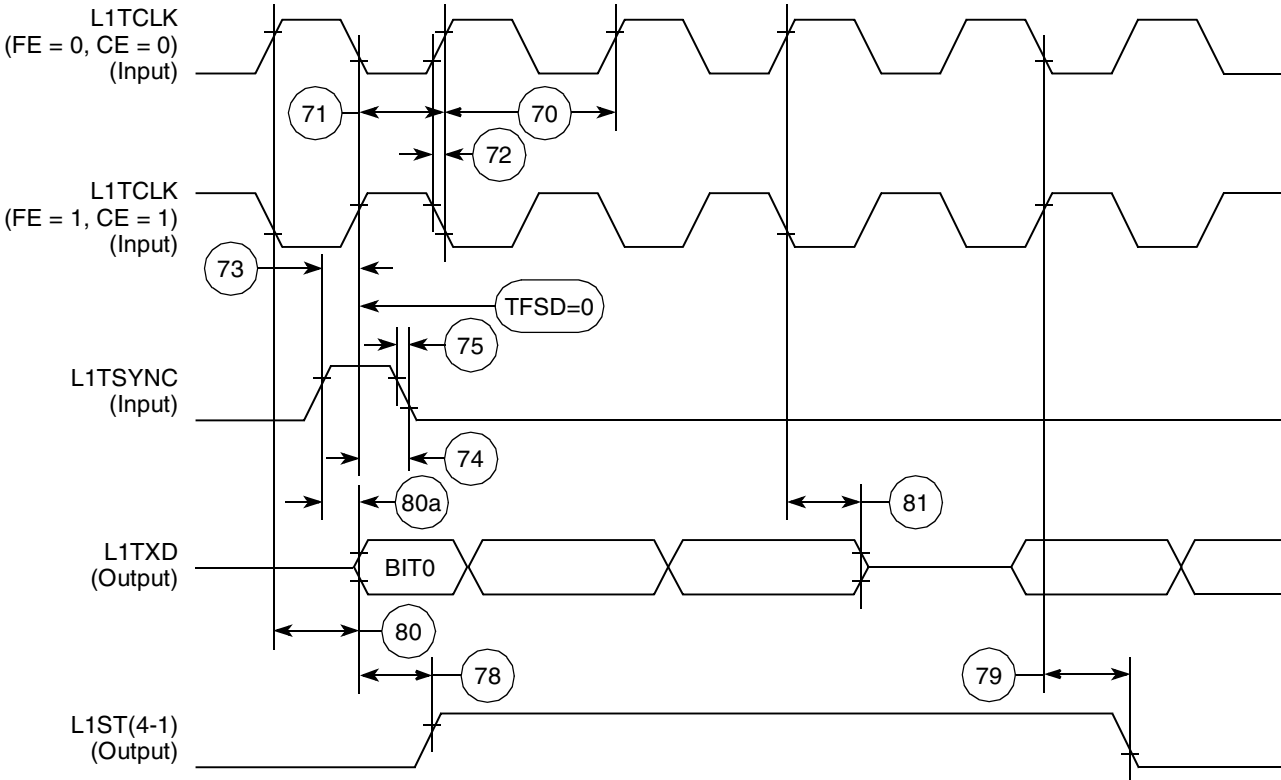 L1TCLK
(FE = 0, CE = 0)
(Input)
71
70
72
L1TCLK
(FE = 1, CE = 1)
(Input)
73
TFSD=0
75
L1TSYNC
(Input)
74
80a
81
L1TXD
(Output)
BIT0
80
78
79
L1ST(4-1)
(Output)